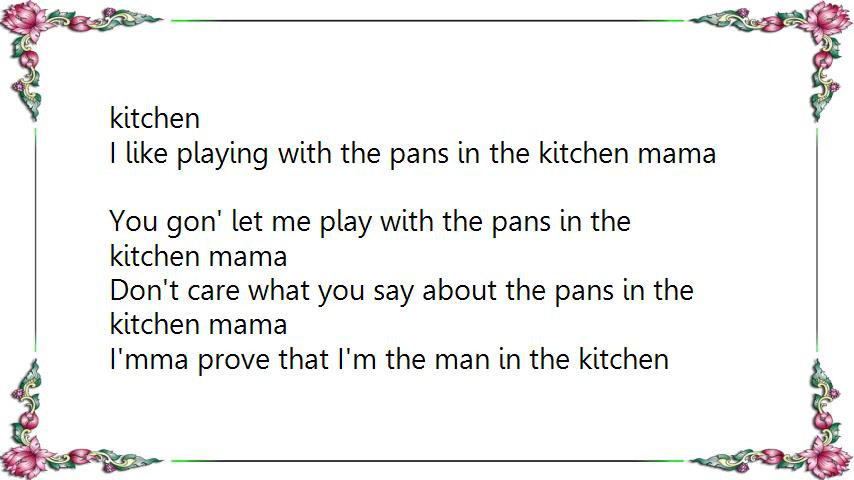 kitchen
I like playing with the pans in the kitchen mama
You gon' let me play with the pans in the
kitchen mama
Don't care what you say about the pans in the
kitchen mama
I'mma prove that I'm the man in the kitchen